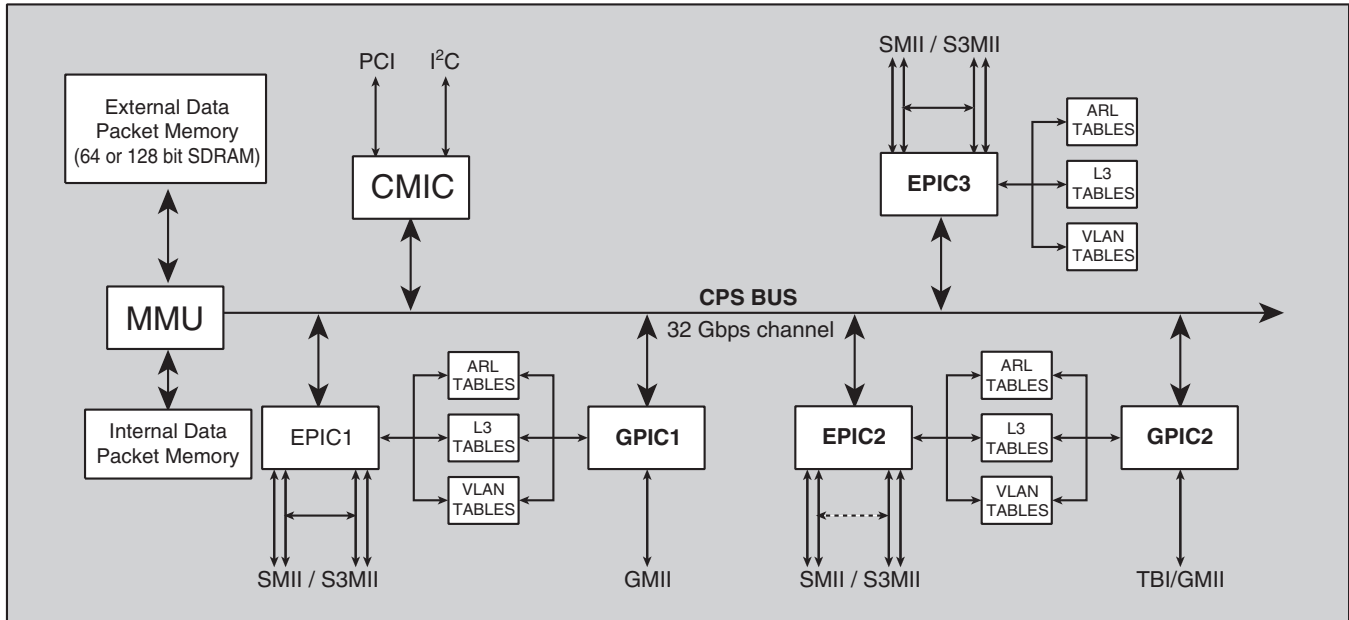 SMII / S3MII
PCI
I²C
External Data
Packet Memory
(64 or 128 bit SDRAM)
ARL
TABLES
CMIC
EPIC3
L3
TABLES
VLAN
TABLES
MMU
CPS BUS
32 Gbps channel
ARL
TABLES
ARL
TABLES
Internal Data
Packet Memory
EPIC1
L3
TABLES
GPIC1
EPIC2
L3
TABLES
GPIC2
VLAN
TABLES
VLAN
TABLES
SMII / S3MII
GMII
SMII / S3MII
TBI/GMII